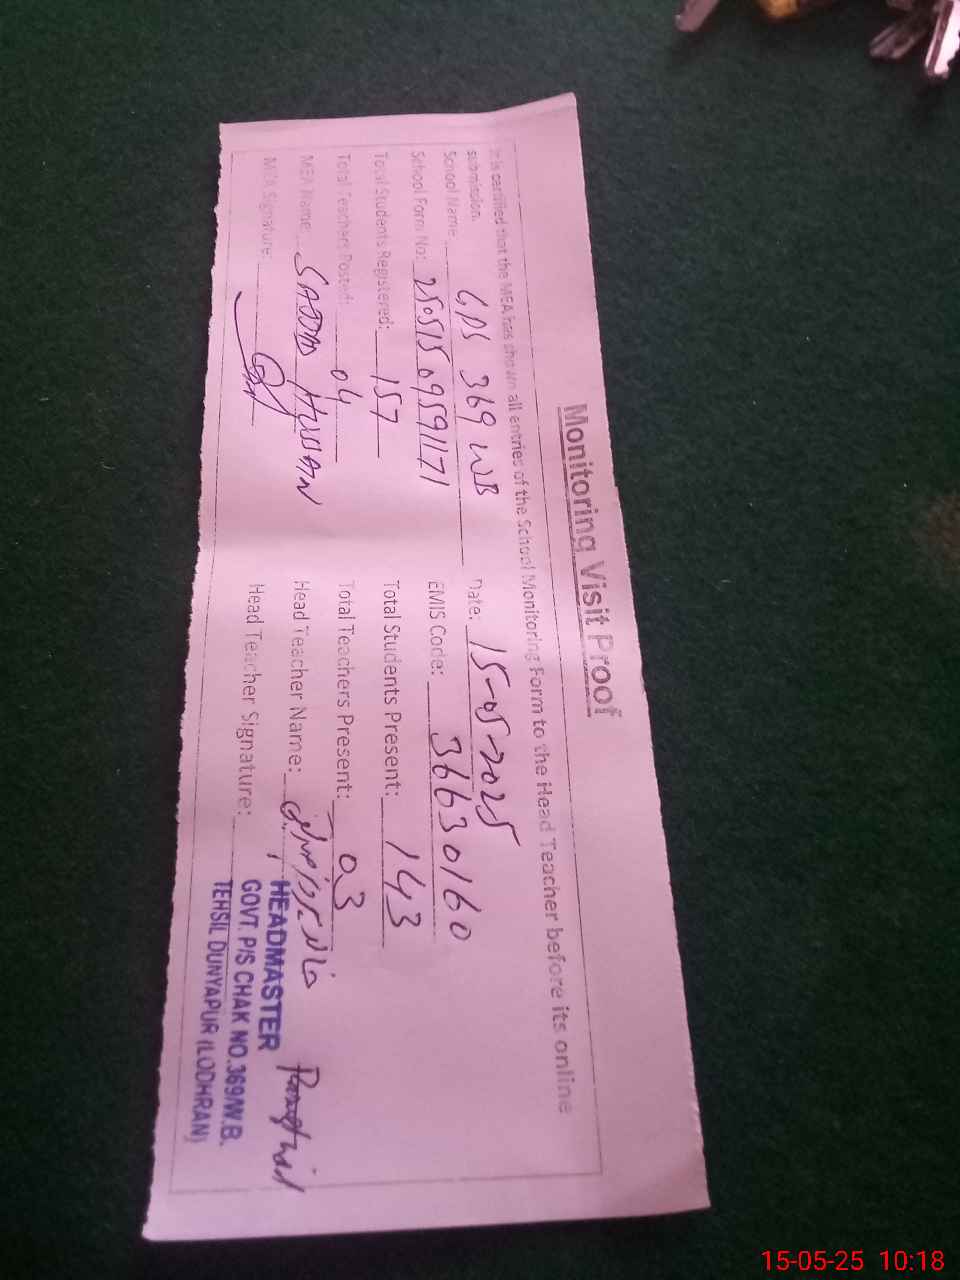 Monitoring Visit Proof
It is certified that the MEA has shown all entries of the School Monitoring Form to the Head Teacher before its online
submission.
School Name GPS 369 WB Date: 15-05-2025
School Form No: 250515 0959 1171 EMIS Code: 36630160
Total Students Registered: 157 Total Students Present: 143
Total Teachers Posted: 04 Total Teachers Present: 03
MEA Name: HUSSAIN Head Teacher Name:
MEA Signature: Head Teacher Signature:
HEADMASTER
GOVT. P/S CHAK NO.369/W.B.
TEHSIL DUNYAPUR (LODHRAN)
15-05-25 10:18